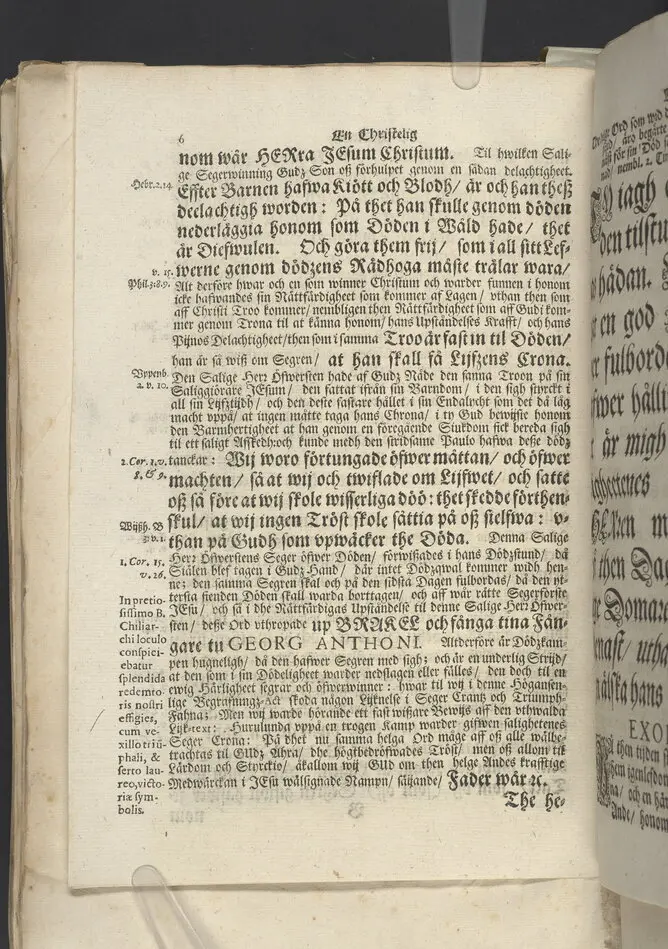 6
En Christelig
nom wår HERra JEsum Christum. Til hwilken Sali-
ge Segerwinning Gudz Son oß förhulpet genom en sådan delachtighet.
Hebr. 2. 14.
Effter Barnen hafwa Kiött och Blodh/ är och han theß
deelachtigh worden: På thet han skulle genom döden
nederläggia honom som Döden i Wåld hade/ thet
är Diefwulen. Och göra them frij/ som i all sitt Lef-
v. 15.
werne genom dödzens Rädhoga måste trälar wara/
Phil. 3: 8. 9.
Alt derföre hwar och en som winner Christum och warder funnen i honom
icke hafwandes sin Rättfärdighet som kommer af Lagen/ vthan then som
aff Christi Troo kommer/ nembligen then Rättfärdighet som aff Gudi kom-
mer genom Trona til at känna honom/ hans Upståndelses Krafft/ och hans
Pijnos Delachtigheet/ then som i samma Troo är fast in til Döden/
han är så wiß om Segren/ at han skall få Lijfzens Crona.
Vppenb.
2. v. 10.
Den Salige Herr Öfwersten hade af Gudz Nåde den sanna Troon på sin
Saliggiörare JEsum/ den fattat ifrån sin Barndom/ i den sigh styrckt i
all sin Lijfztijdh/ och den deste fastare hållet i sin Endalycht som det då låg
macht vppå/ at ingen måtte taga hans Chrona/ i ty Gud bewijste honom
den Barmhertigheet at han genom en föregående Siukdom fick bereda sigh
til ett saligt Affkedh: och kunde medh den stridsamme Paulo hafwa deße dödz
2. Cor. 1. v.
8. & 9.
tanckar: Wij woro förtungade öfwer måttan/ och öfwer
machten/ så at wij och twiflade om Lijfwet/ och satte
oß så före at wij skole wisserliga döö: thet skedde förthen-
Wijßh. B
3. v. 1.
skul/ at wij ingen Tröst skole sättia på oß sielfwa: v-
than på Gudh som vpwäcker the Döda. Denna Salige
1. Cor. 15.
v. 26.
Herr Öfwerstens Seger öfwer Döden/ förwißades i hans Dödzstund/ då
Siälen blef tagen i Gudz Hand/ där intet Dödzqwal kommer widh hen-
ne; den samma Segren skal och på den sidsta Dagen fulbordas/ då den yt-
tersta fienden Döden skall warda borttagen/ och aff wår rätte Segerförste
JEsu/ och så i dhe Rättfärdigas Upståndelse til denne Salige Herr Öfwer-
sten/ deße Ord vthropade up BRAKEL och fånga tina Fån-
gare tu GEORG ANTHONI. Altderföre är Dödzkam-
pen hugneligh/ då den hafwer Segren med sigh; och är en underlig Strijd/
at den som i sin Dödelighet warder nedslagen eller fälles/ den doch til en
ewig Härlighet segrar och öfwerwinner: hwar til wij i denne Högansen-
lige Begrafnings-Act skoda någon Lijknelse i Seger Crantz och Triumph-
Fahna; Men wij warde hörande ett fast wißare Bewijs aff den vthwalda
Lijk-text: Hurulunda vppå en trogen Kamp warder gifwen salighetenes
Seger Crona: På dhet nu samma helga Ord måge aff oß alle wälbe-
trachtas til GUdz Ähra/ dhe högtbedröfwades Tröst/ men oß allom til
Lärdom och Styrckio/ åkallom wij GUd om then helge Andes krafftige
Medwärckan i JEsu wälsignade Nampn/ säijande/ Fader wår ꝛc.
In pretio-
sissimo B.
Chiliar-
chi loculo
conspici-
ebatur
splendida
redemto-
ris nostri
effigies,
cum ve-
xillo triū-
phali, &
serto lau-
reo, victo-
riæ sym-
bolis.
The he-